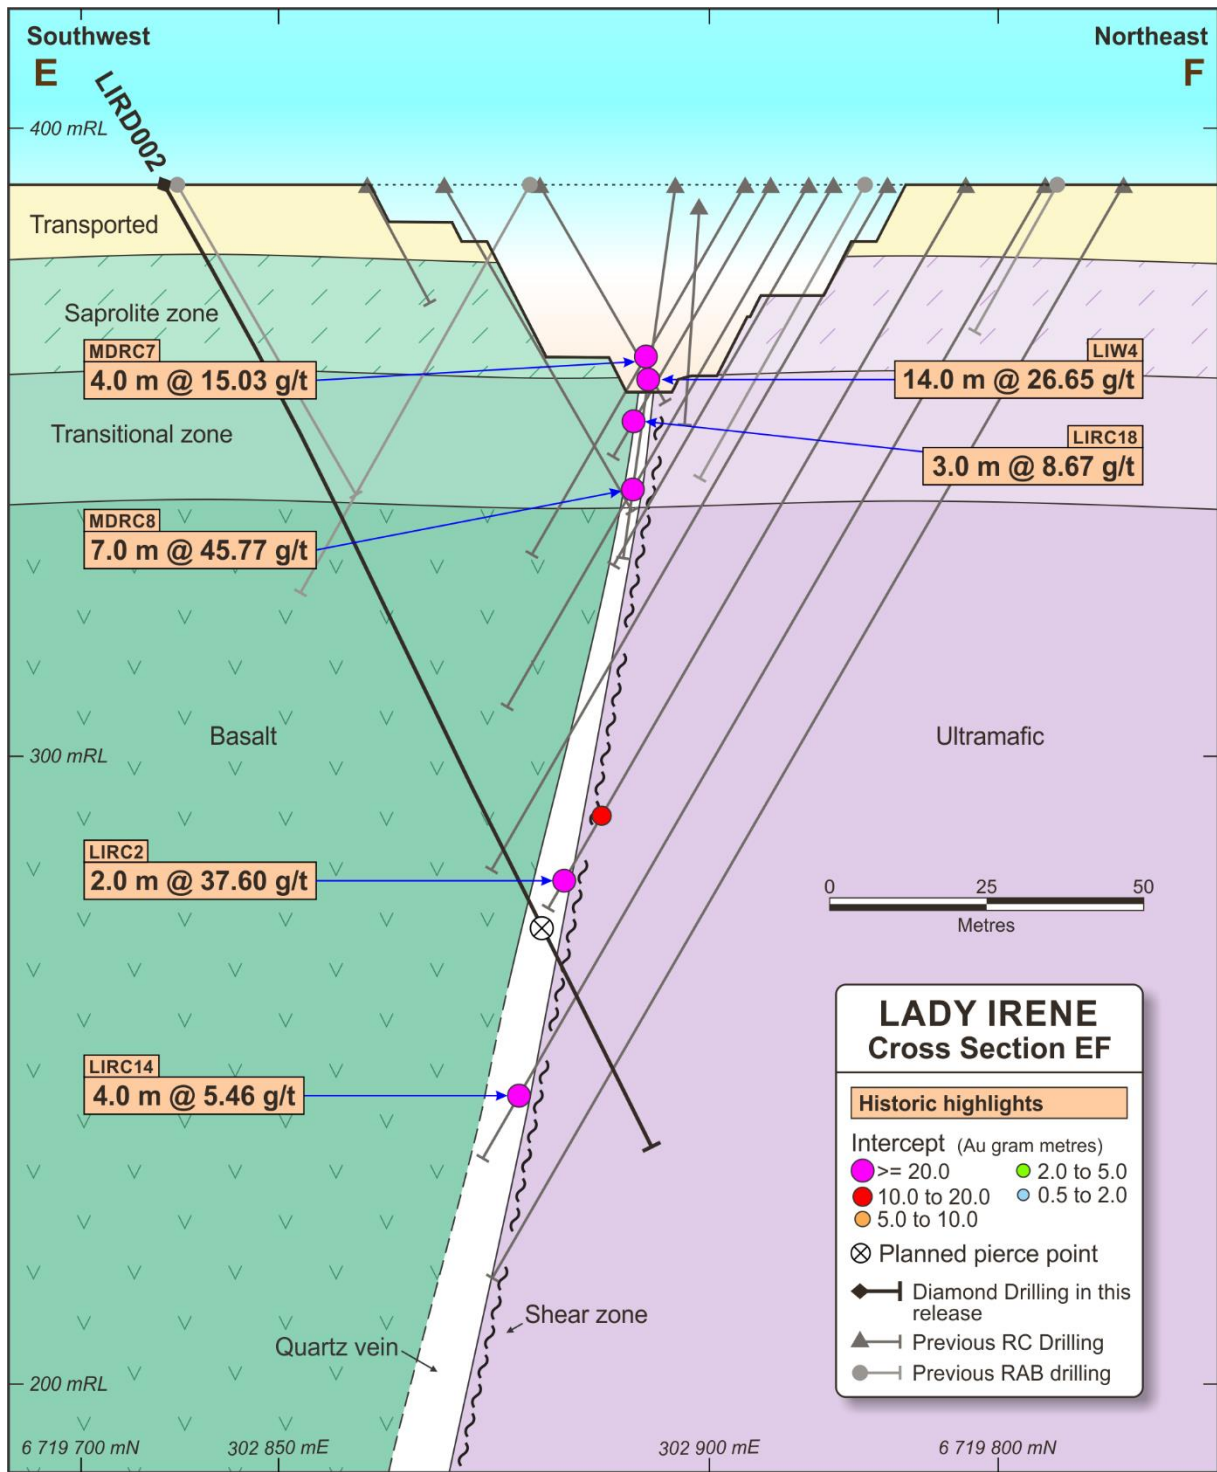 Southwest
Northeast
E
F
LIRD002
400 mRL
Transported
Saprolite zone
MDRC7
4.0 m @ 15.03 g/t
LIW4
14.0 m @ 26.65 g/t
Transitional zone
LIRC18
3.0 m @ 8.67 g/t
MDRC8
7.0 m @ 45.77 g/t
Basalt
Ultramafic
300 mRL
LIRC2
2.0 m @ 37.60 g/t
0 25 50
Metres
LIRC14
4.0 m @ 5.46 g/t
LADY IRENE
Cross Section EF
Historic highlights
Intercept (Au gram metres)
>= 20.0
2.0 to 5.0
10.0 to 20.0
0.5 to 2.0
5.0 to 10.0
Planned pierce point
Diamond Drilling in this
release
Previous RC Drilling
Previous RAB drilling
Shear zone
Quartz vein
200 mRL
6 719 700 mN
302 850 mE
302 900 mE
6 719 800 mN